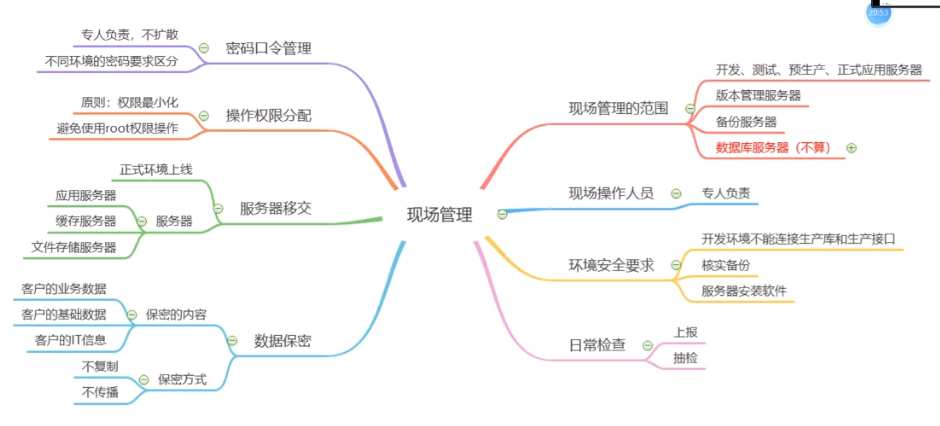 20:53
现场管理
现场管理的范围
开发、测试、预生产、正式应用服务器
版本管理服务器
备份服务器
数据库服务器（不算）
现场操作人员
专人负责
环境安全要求
开发环境不能连接生产库和生产接口
核实备份
服务器安装软件
日常检查
上报
抽检
密码口令管理
专人负责，不扩散
不同环境的密码要求区分
操作权限分配
原则：权限最小化
避免使用root权限操作
服务器移交
正式环境上线
服务器
应用服务器
缓存服务器
文件存储服务器
数据保密
保密的内容
客户的业务数据
客户的基础数据
客户的IT信息
保密方式
不复制
不传播